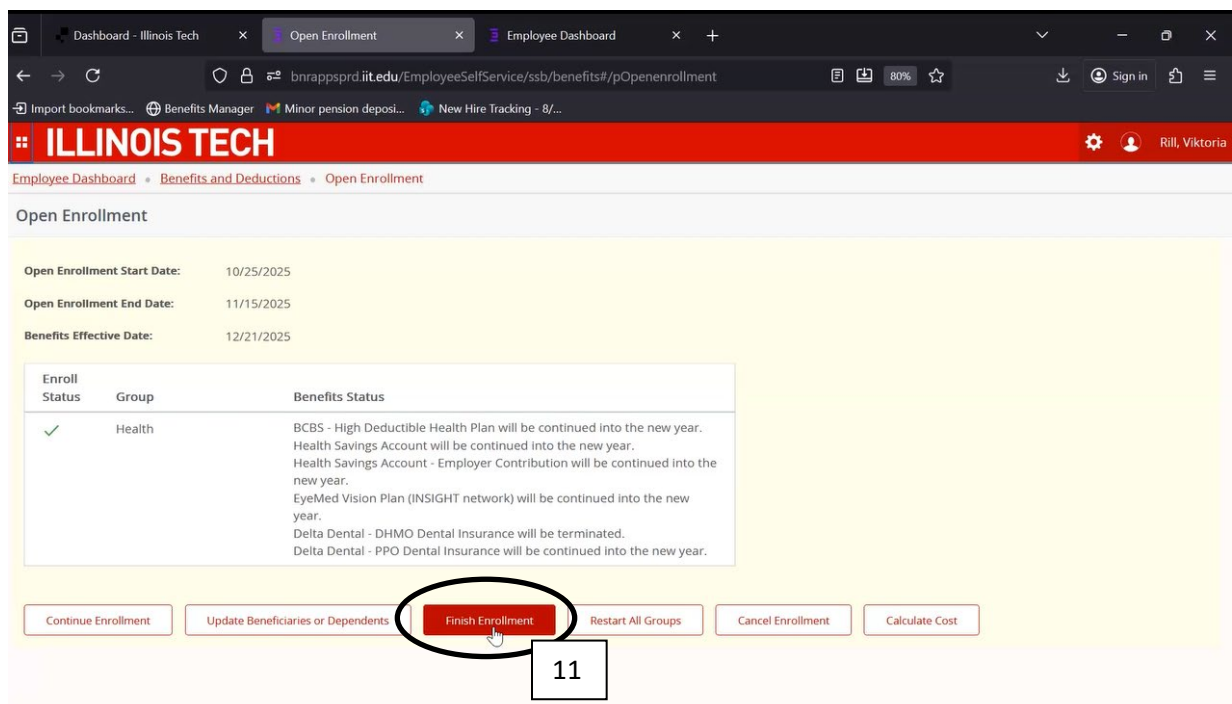 Dashboard - Illinois Tech
Open Enrollment
Employee Dashboard
bnrappsprd.iit.edu/EmployeeSelfService/ssb/benefits#/pOpenenrollment
80%
Sign in
Import bookmarks...
Benefits Manager
Minor pension deposi...
New Hire Tracking - 8/...
ILLINOIS TECH
Rill, Viktoria
Employee Dashboard • Benefits and Deductions • Open Enrollment
Open Enrollment
Open Enrollment Start Date: 10/25/2025
Open Enrollment End Date: 11/15/2025
Benefits Effective Date: 12/21/2025
Enroll
Status Group Benefits Status
Health BCBS - High Deductible Health Plan will be continued into the new year.
Health Savings Account will be continued into the new year.
Health Savings Account - Employer Contribution will be continued into the
new year.
EyeMed Vision Plan (INSIGHT network) will be continued into the new
year.
Delta Dental - DHMO Dental Insurance will be terminated.
Delta Dental - PPO Dental Insurance will be continued into the new year.
Continue Enrollment
Update Beneficiaries or Dependents
Finish Enrollment
Restart All Groups
Cancel Enrollment
Calculate Cost
11